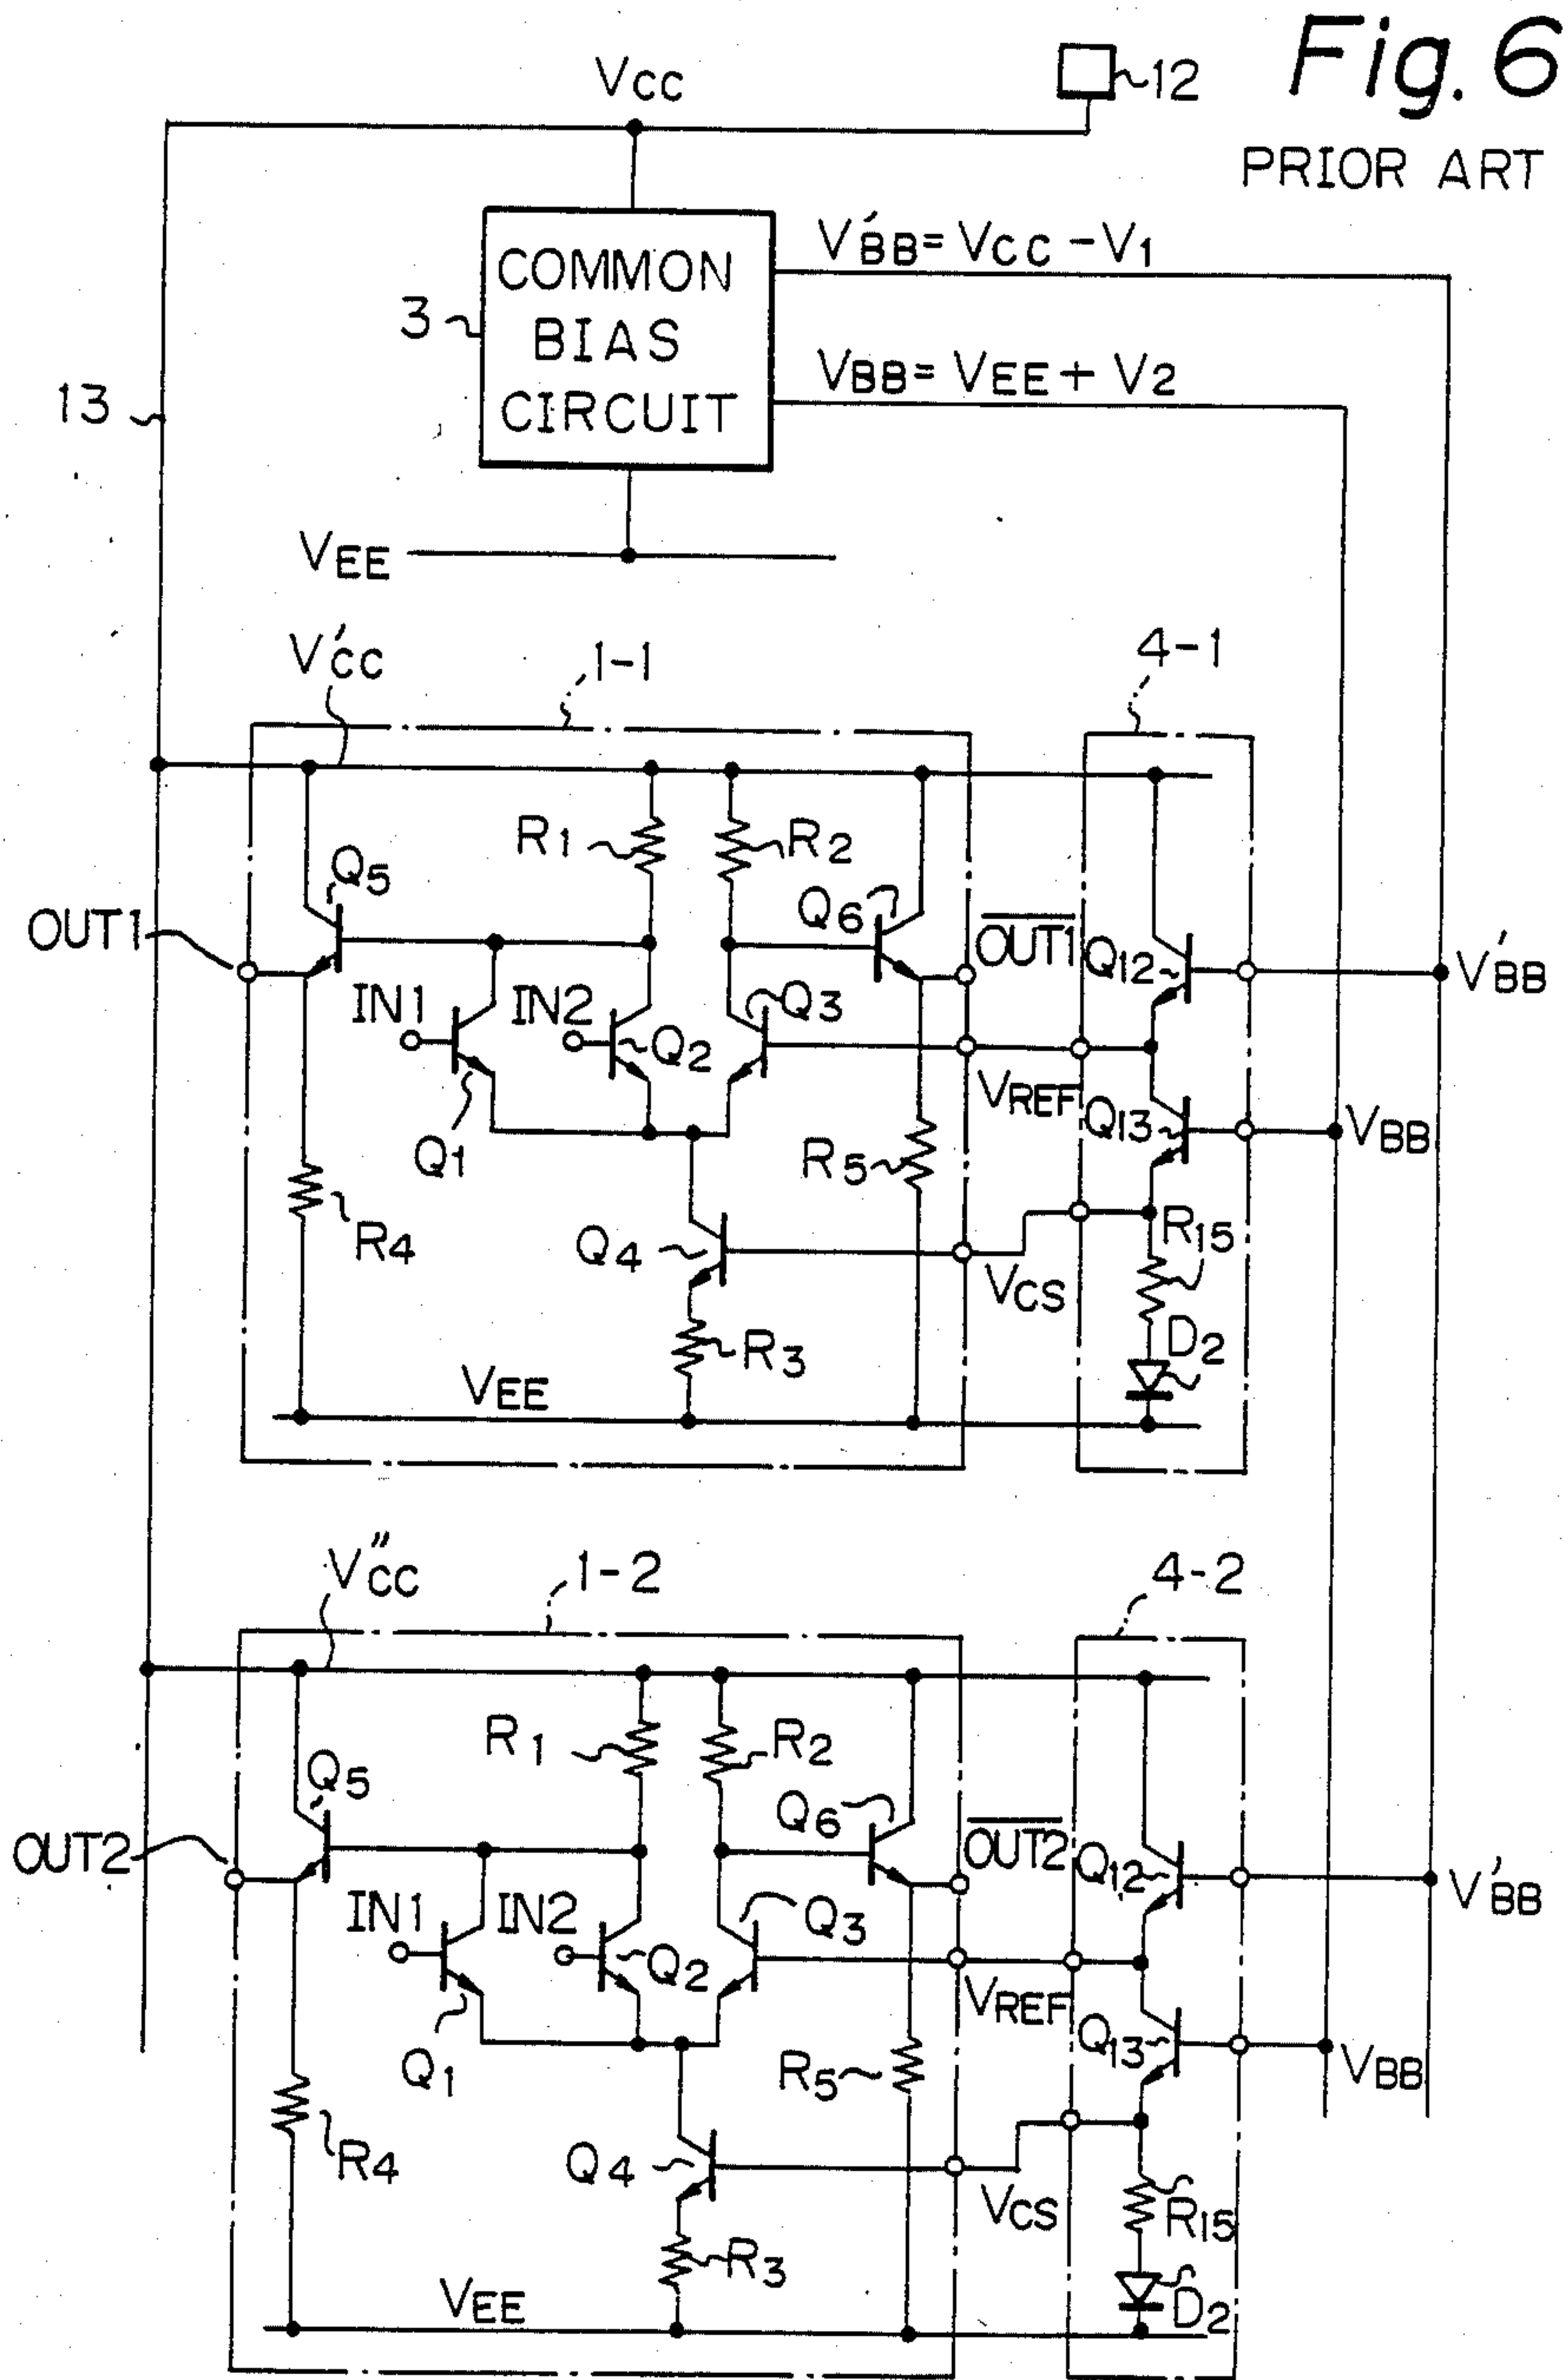 Fig. 6
PRIOR ART
VCC
12
V'BB = VCC - V1
3
COMMON
BIAS
CIRCUIT
VBB = VEE + V2
13
VEE
V'CC
1-1
4-1
R1
R2
Q5
Q6
OUT1
OUT1
Q12
V'BB
IN1
IN2
Q3
Q2
VREF
Q13
VBB
Q1
R5
R4
Q4
R15
VCS
R3
D2
VEE
V''CC
1-2
4-2
R1
R2
Q5
Q6
OUT2
OUT2
Q12
V'BB
IN1
IN2
Q3
Q2
VREF
Q13
VBB
Q1
R5
R4
Q4
VCS
R15
R3
D2
VEE